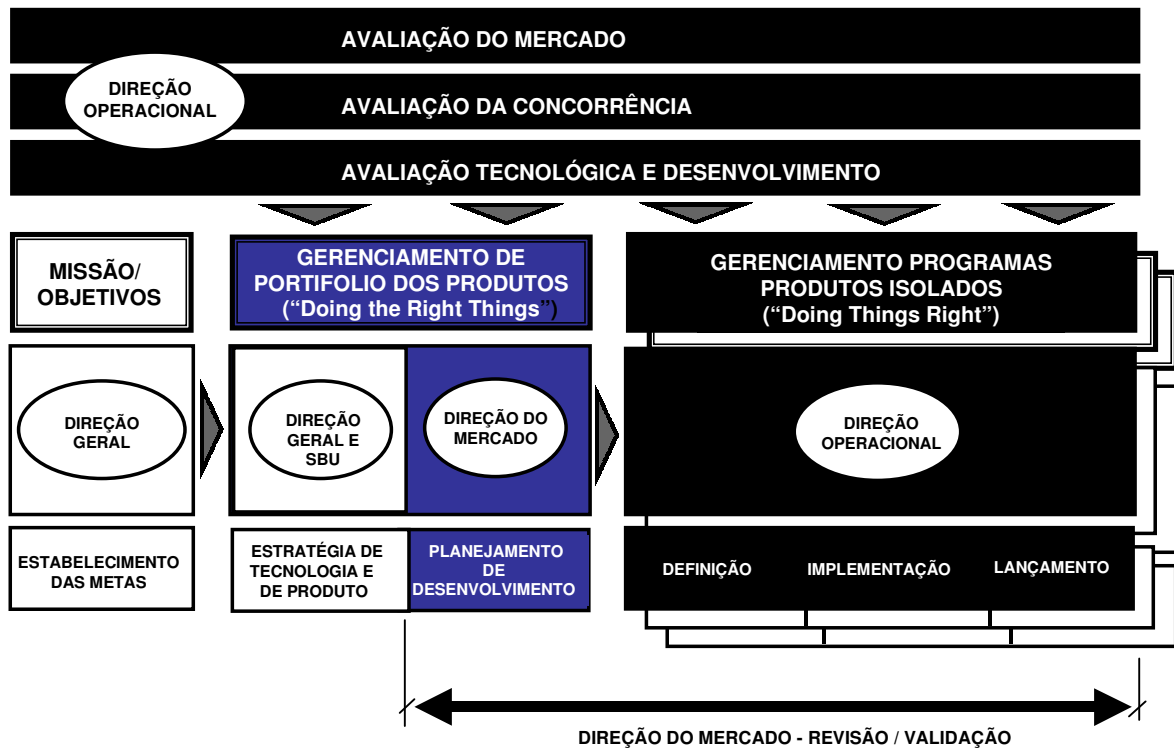 AVALIAÇÃO DO MERCADO
DIREÇÃO
OPERACIONAL
AVALIAÇÃO DA CONCORRÊNCIA
AVALIAÇÃO TECNOLÓGICA E DESENVOLVIMENTO
MISSÃO/
OBJETIVOS
GERENCIAMENTO DE
PORTIFOLIO DOS PRODUTOS
(“Doing the Right Things”)
GERENCIAMENTO PROGRAMAS
PRODUTOS ISOLADOS
(“Doing Things Right”)
DIREÇÃO
GERAL
DIREÇÃO
GERAL E
SBU
DIREÇÃO DO
MERCADO
DIREÇÃO
OPERACIONAL
ESTABELECIMENTO
DAS METAS
ESTRATÉGIA DE
TECNOLOGIA E
DE PRODUTO
PLANEJAMENTO
DE
DESENVOLVIMENTO
DEFINIÇÃO
IMPLEMENTAÇÃO
LANÇAMENTO
DIREÇÃO DO MERCADO - REVISÃO / VALIDAÇÃO